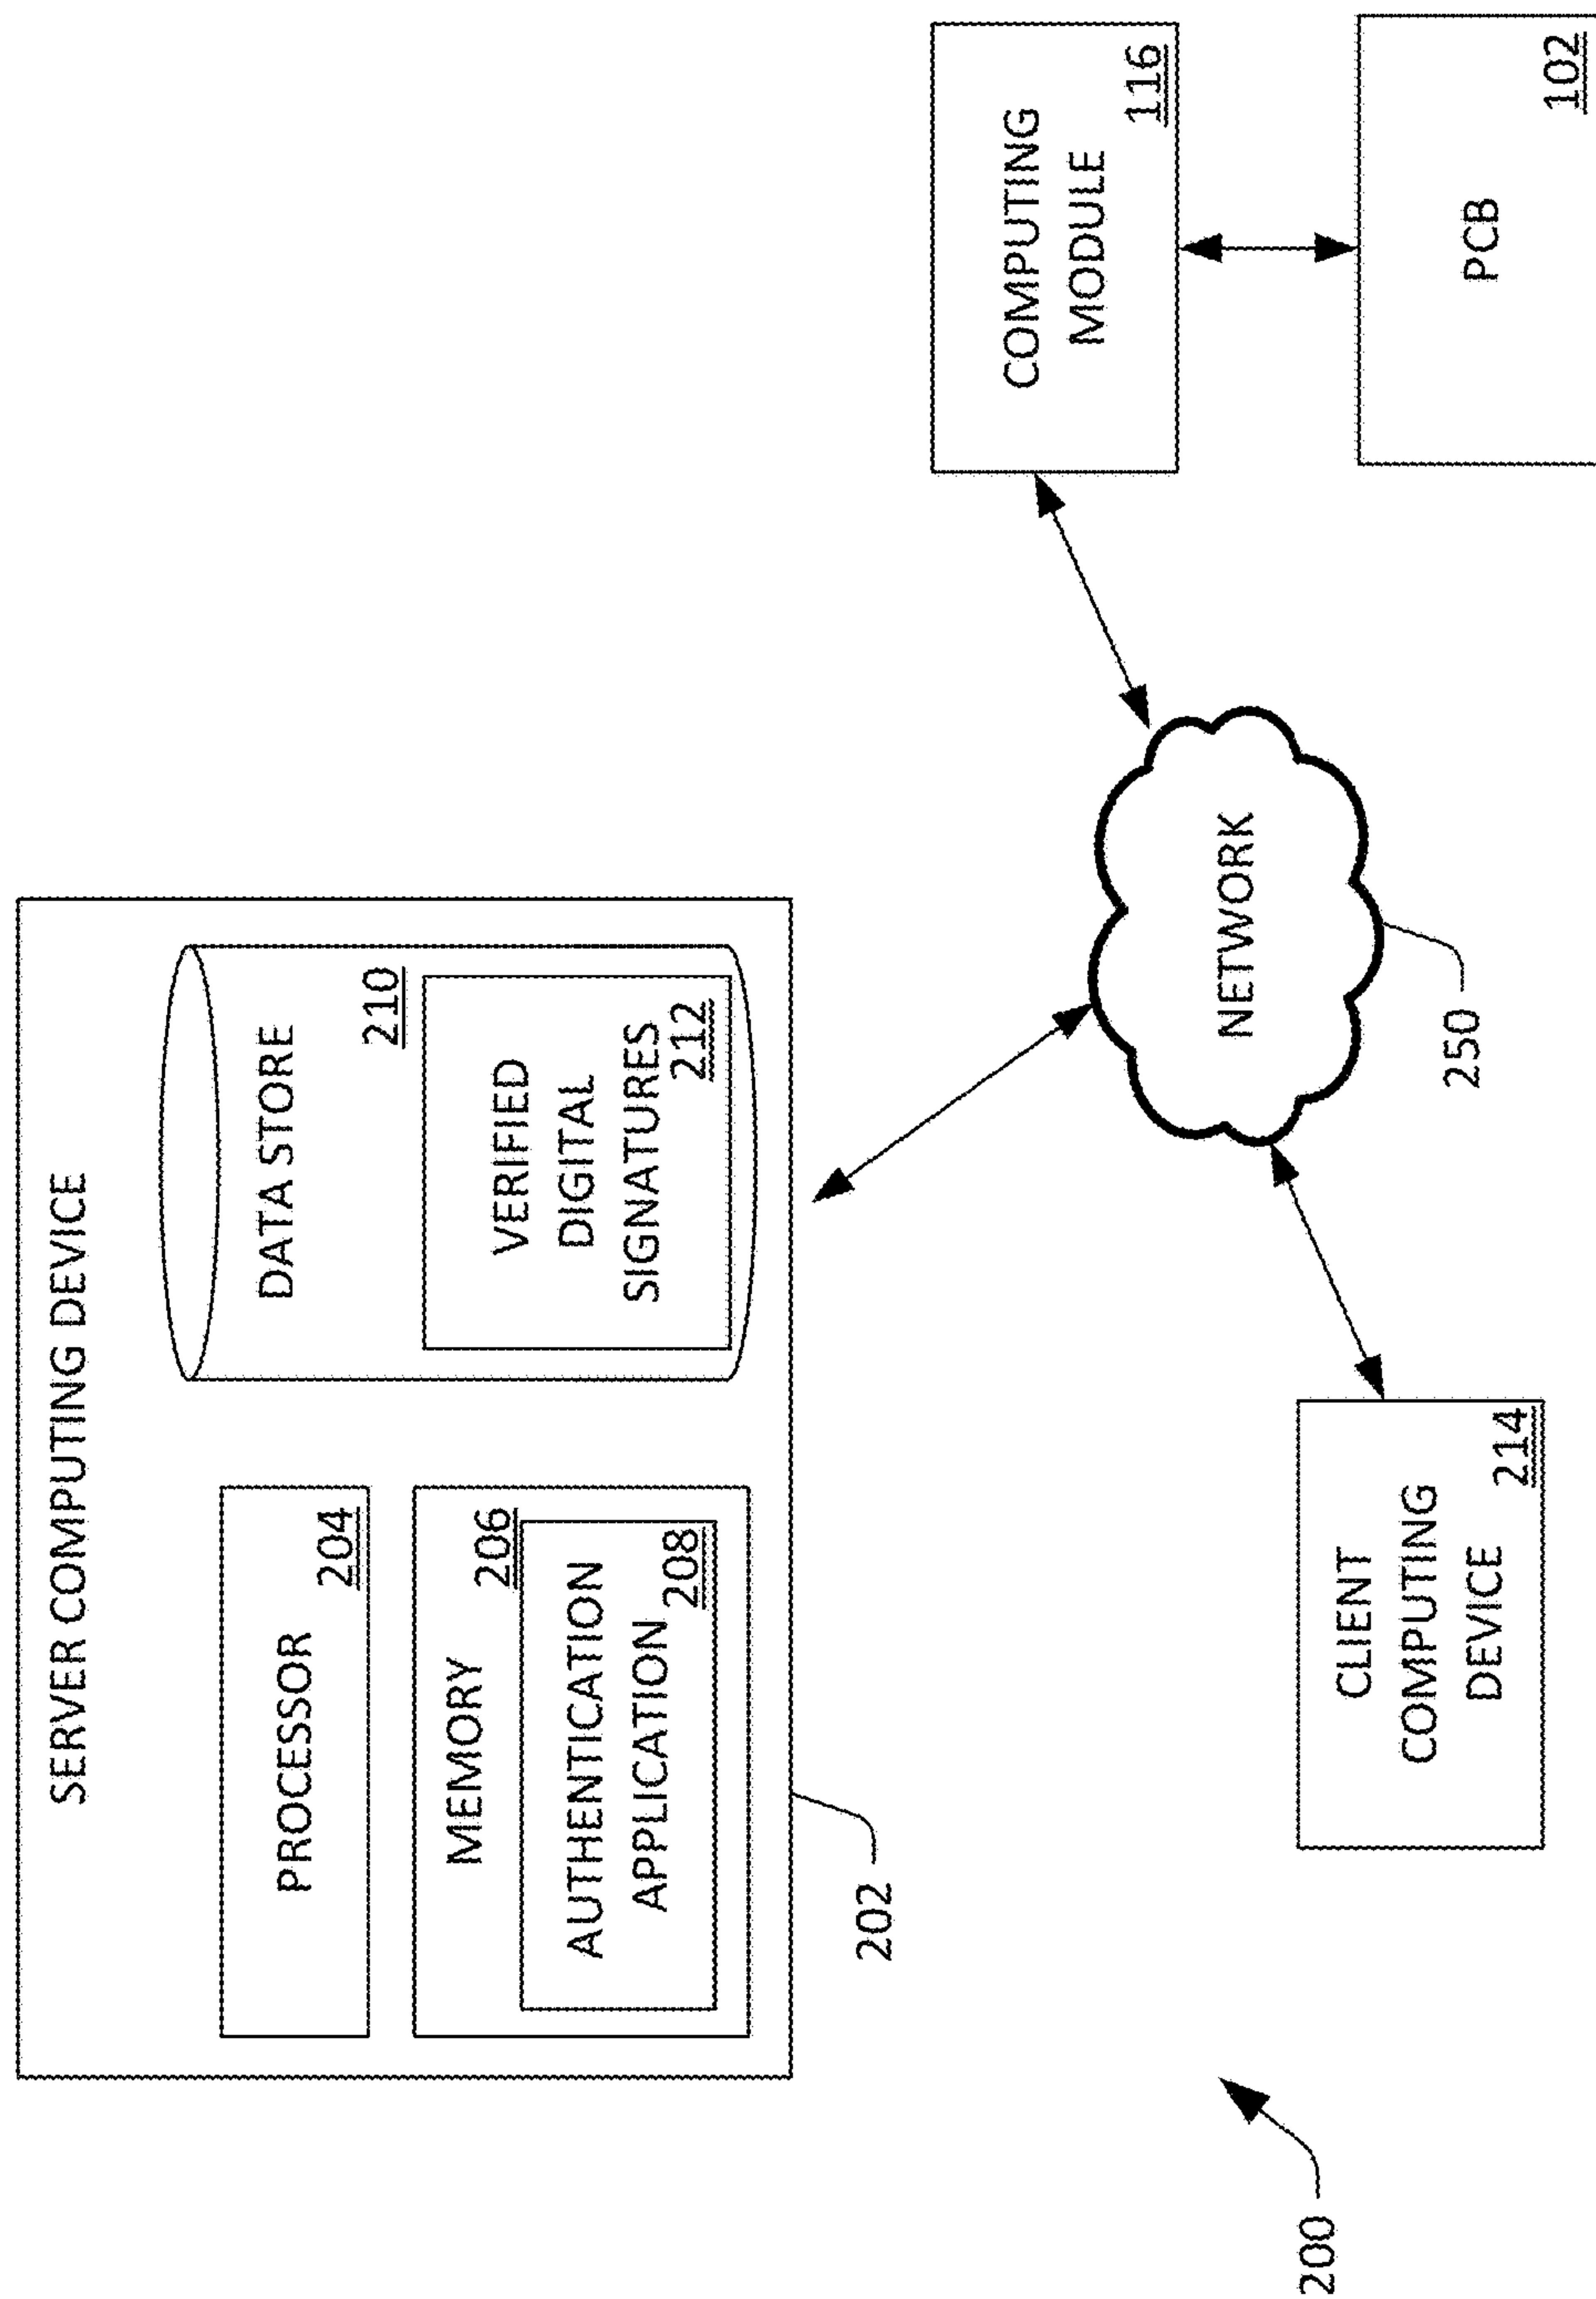 SERVER COMPUTING DEVICE
PROCESSOR
204
MEMORY
206
AUTHENTICATION
APPLICATION
208
DATA STORE
210
VERIFIED
DIGITAL
SIGNATURES
212
202
NETWORK
250
COMPUTING
MODULE
116
PCB
102
CLIENT
COMPUTING
DEVICE
214
200